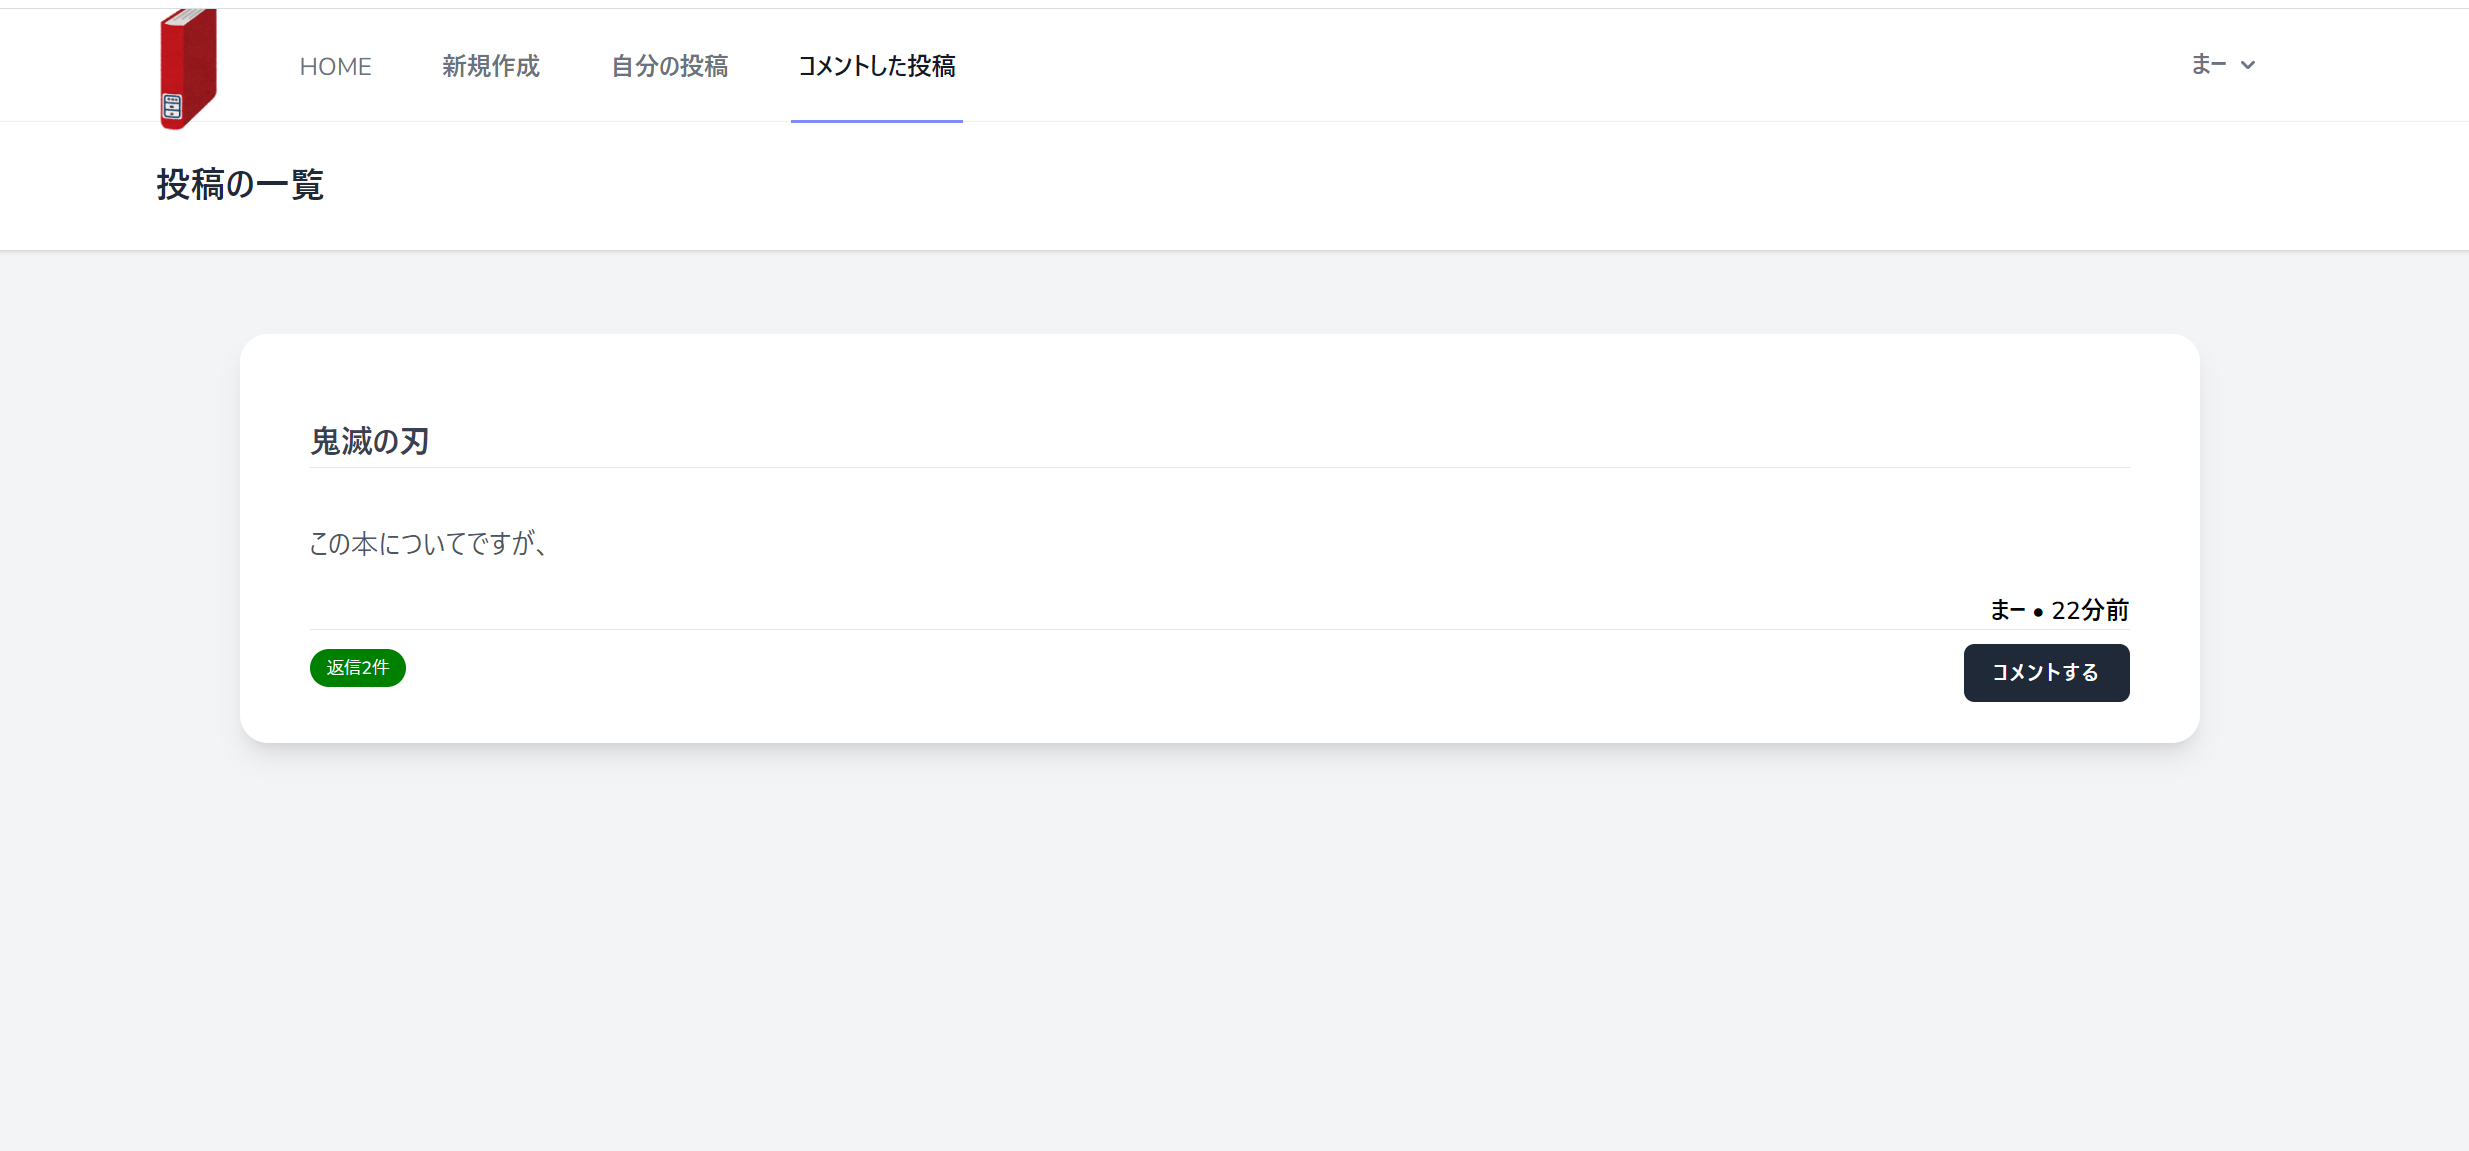 HOME 新規作成 自分の投稿 コメントした投稿 まー
投稿の一覧
鬼滅の刃
この本についてですが、
まー • 22分前
返信2件 コメントする